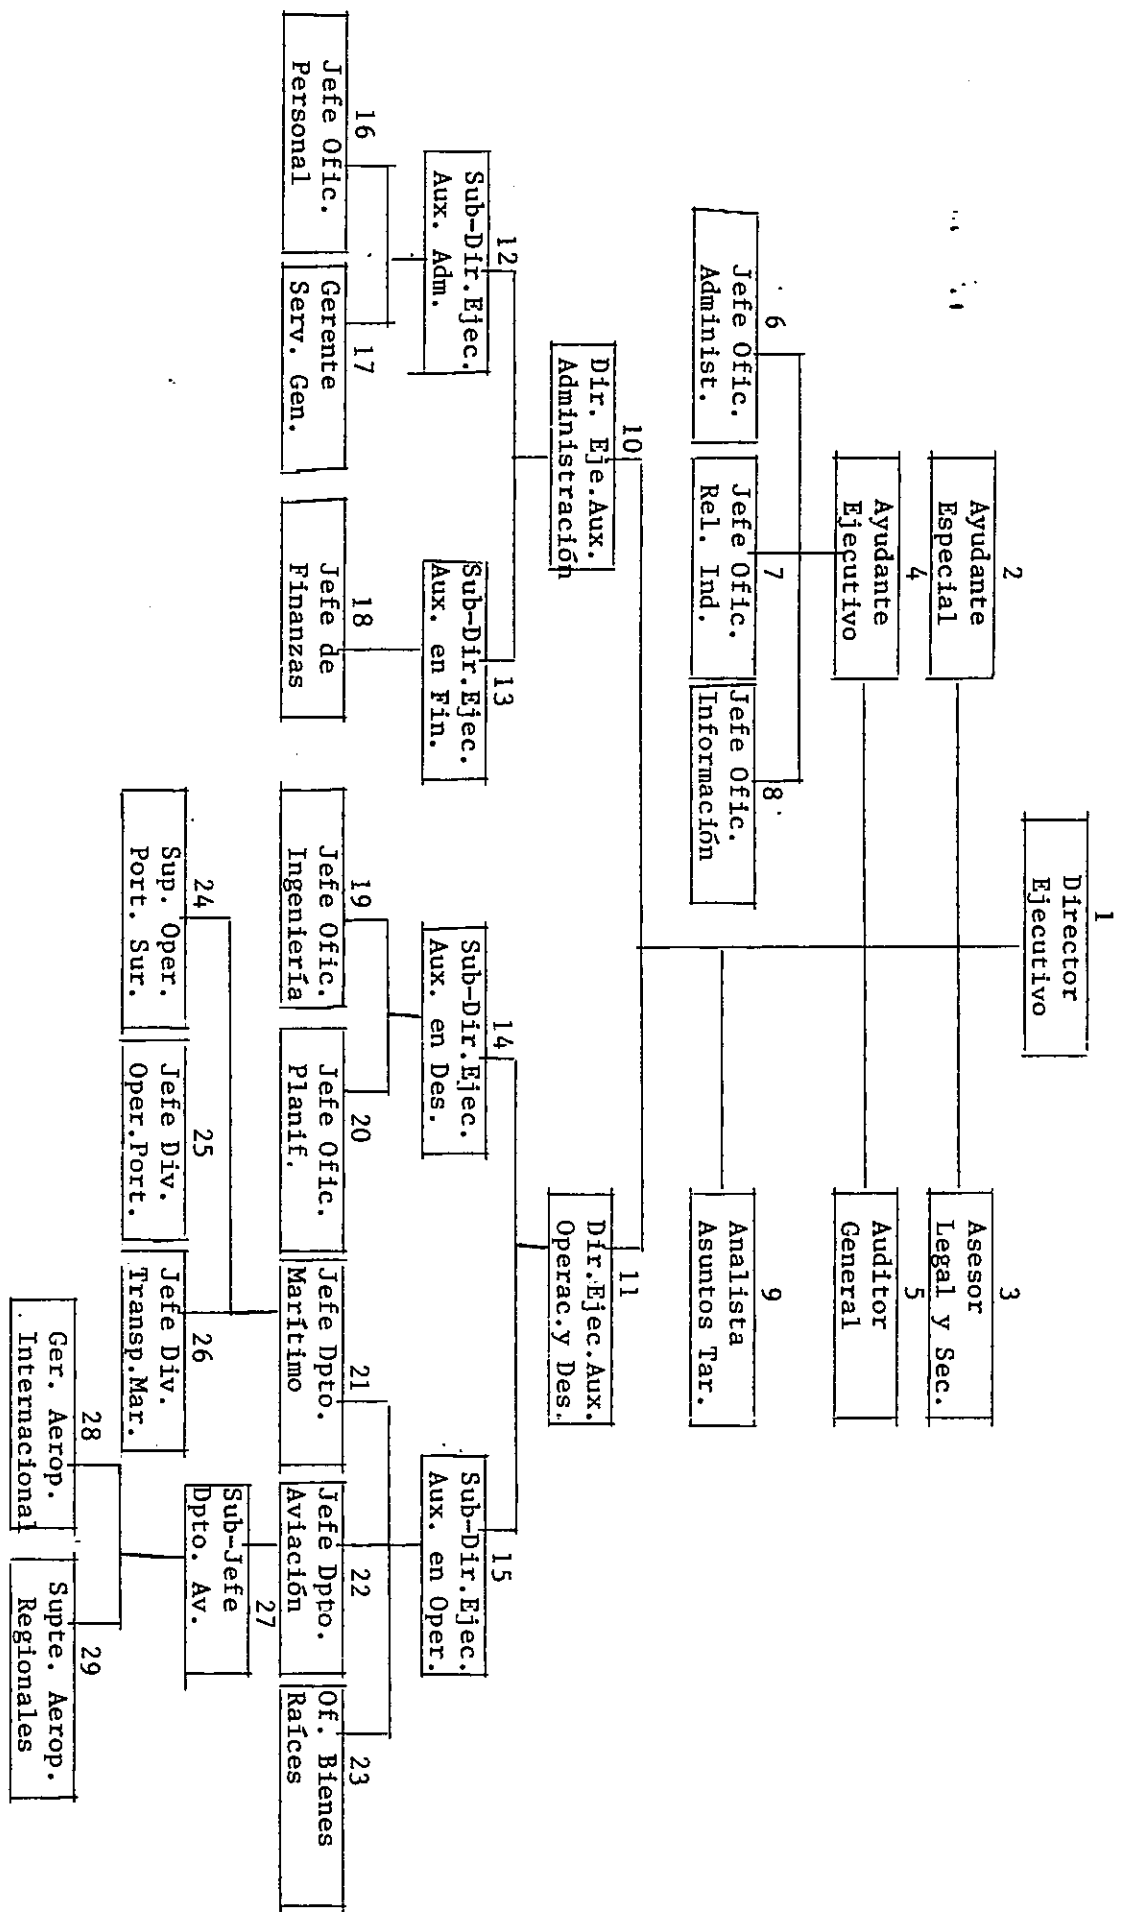 1
Director
Ejecutivo
2
Ayudante
Especial
3
Asesor
Legal y Sec.
4
Ayudante
Ejecutivo
5
Auditor
General
6
Jefe Ofic.
Administ.
7
Jefe Ofic.
Rel. Ind.
8
Jefe Ofic.
Información
9
Analista
Asuntos Tar.
10
Dir. Eje.Aux.
Administración
11
Dir.Ejec.Aux.
Operac.y Des.
12
Sub-Dir.Ejec.
Aux. Adm.
13
Sub-Dir.Ejec.
Aux. en Fin.
14
Sub-Dir.Ejec.
Aux. en Des.
15
Sub-Dir.Ejec.
Aux. en Oper.
16
Jefe Ofic.
Personal
17
Gerente
Serv. Gen.
18
Jefe de
Finanzas
19
Jefe Ofic.
Ingeniería
20
Jefe Ofic.
Planif.
21
Jefe Dpto.
Marítimo
22
Jefe Dpto.
Aviación
23
Of. Bienes
Raíces
24
Sup. Oper.
Port. Sur.
25
Jefe Div.
Oper.Port.
26
Jefe Div.
Transp.Mar.
27
Sub-Jefe
Dpto. Av.
28
Ger. Aerop.
Internacional
29
Supte. Aerop.
Regionales